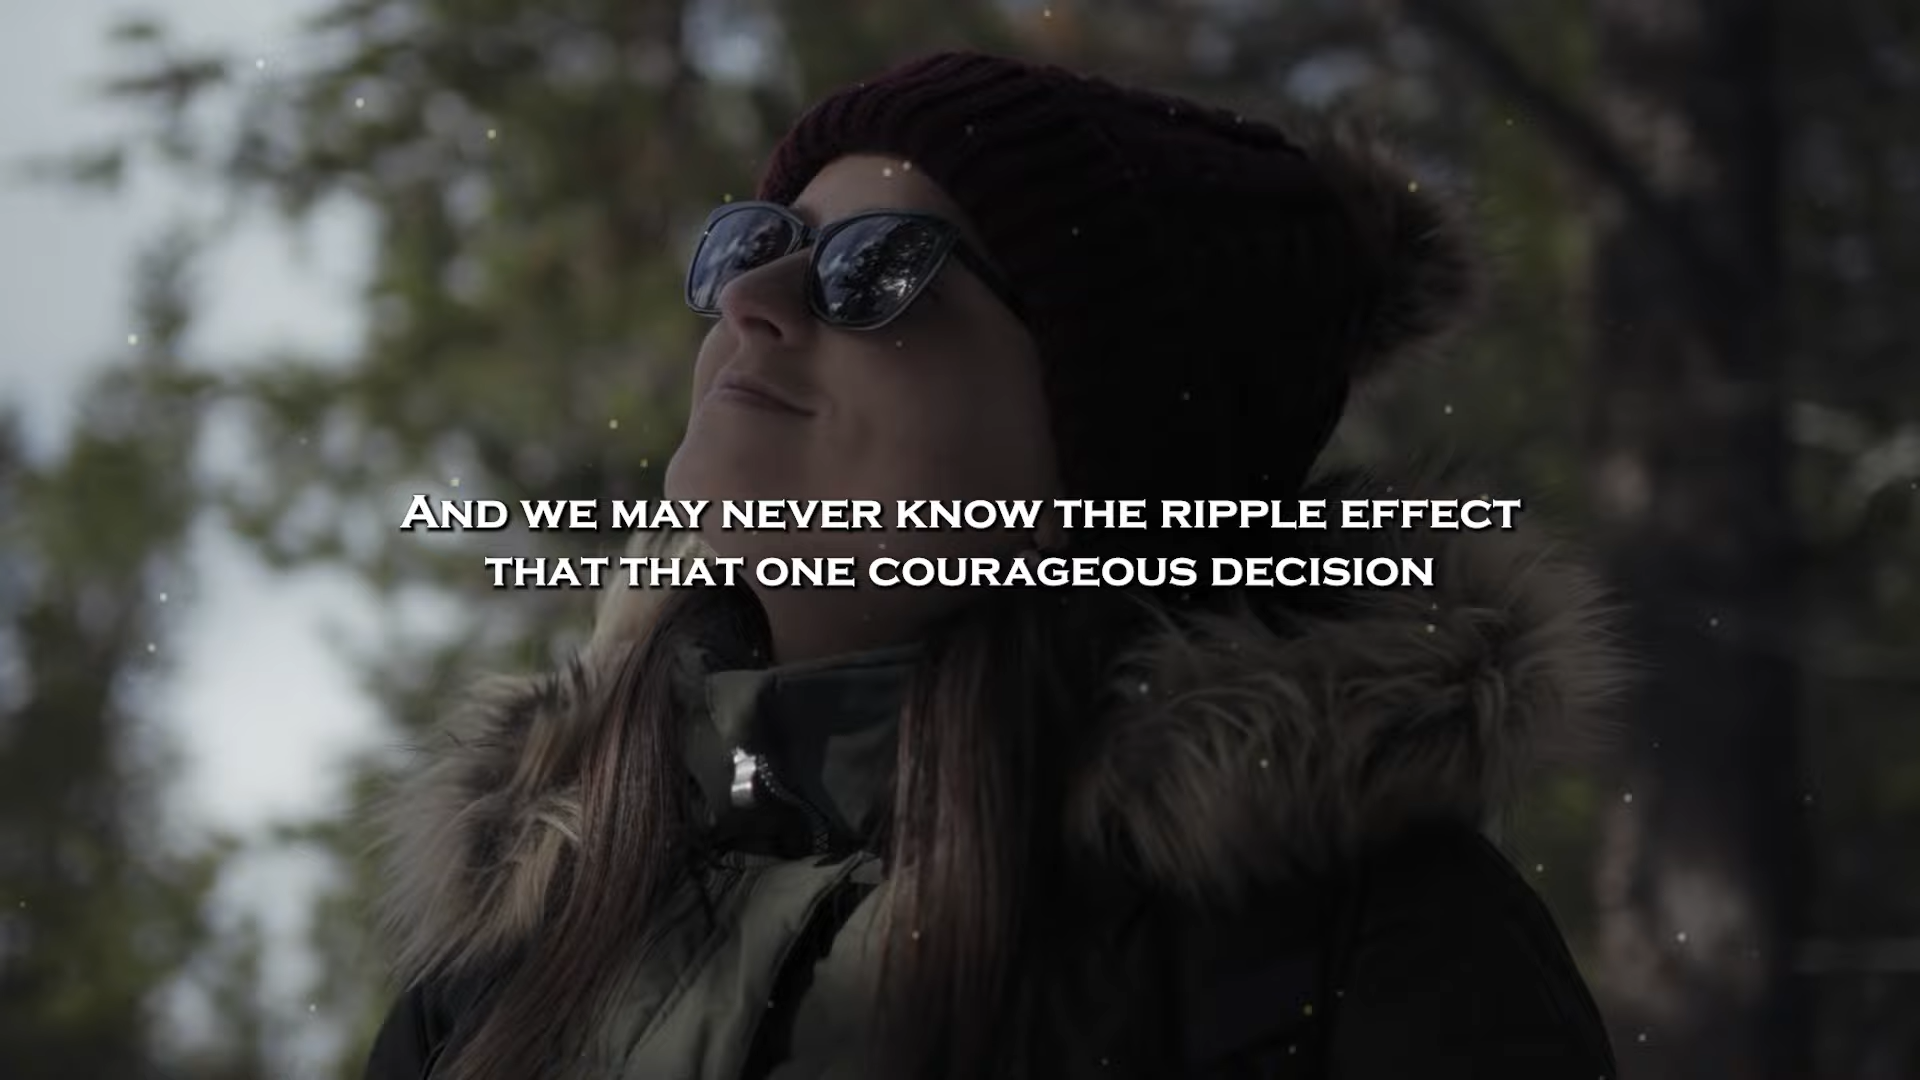 And we may never know the ripple effect
that that one courageous decision